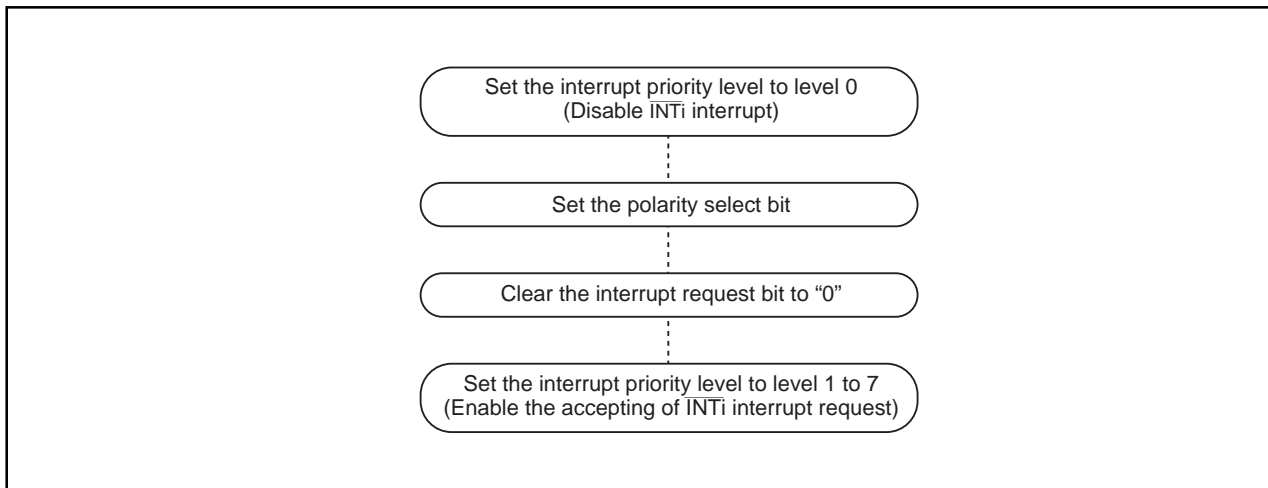 Set the interrupt priority level to level 0
(Disable I̅N̅T̅i interrupt)
Set the polarity select bit
Clear the interrupt request bit to “0”
Set the interrupt priority level to level 1 to 7
(Enable the accepting of I̅N̅T̅i interrupt request)